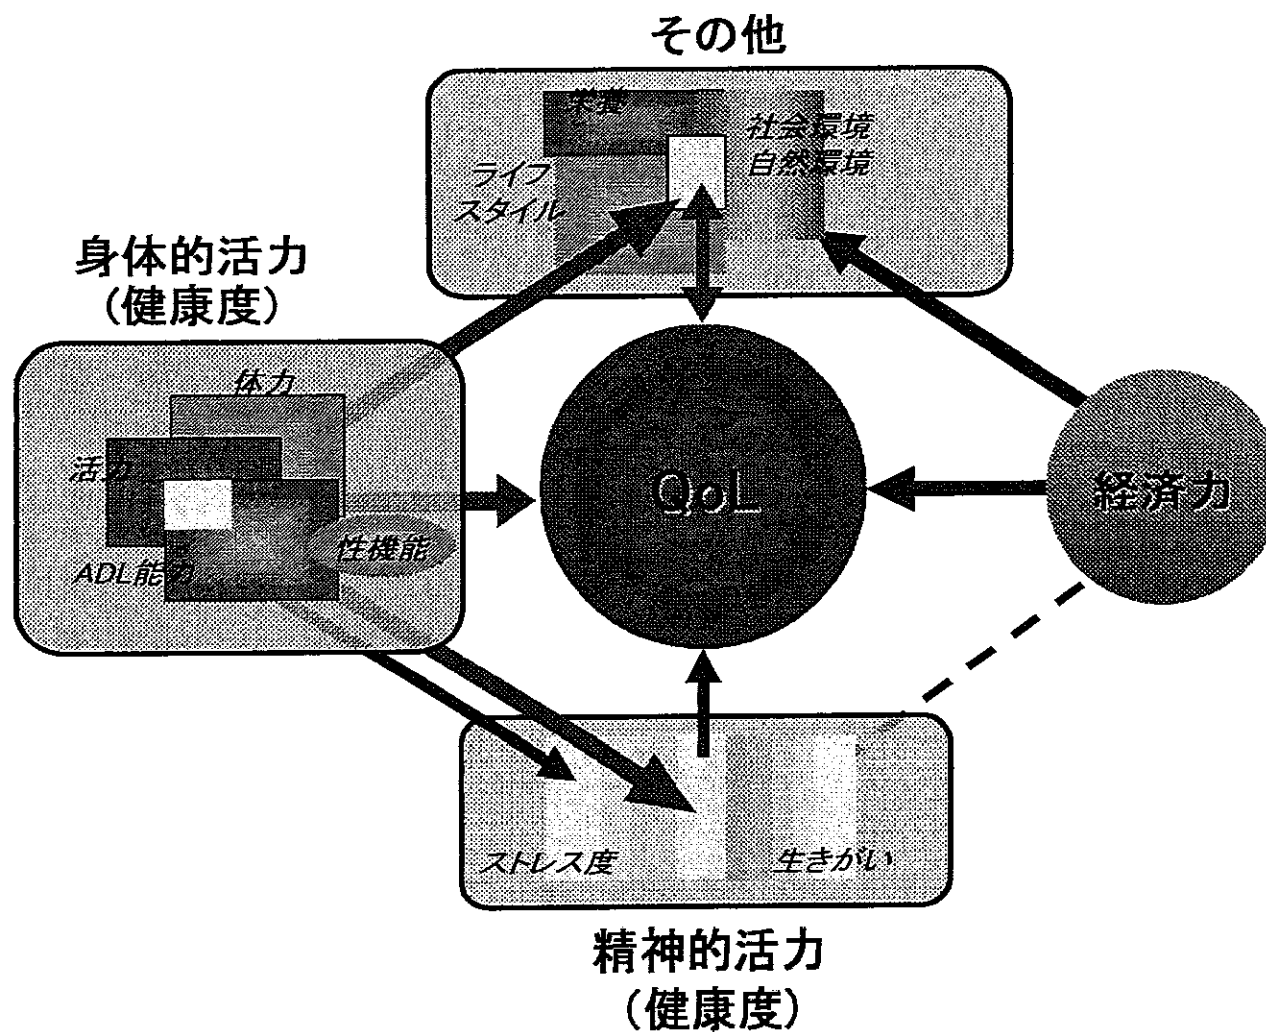 その他
栄養
社会環境
自然環境
ライフ
スタイル
身体的活力
(健康度)
体力
活力
ADL能力
性機能
QoL
経済力
ストレス度
生きがい
精神的活力
(健康度)